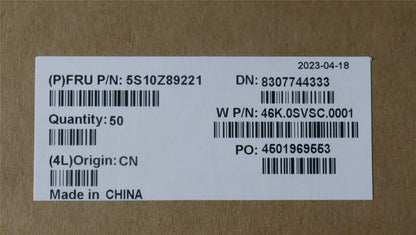 2023-04-18
(P)FRU P/N: 5S10Z89221
DN: 8307744333
Quantity: 50
W P/N: 46K.0SVSC.0001
PO: 4501969553
(4L)Origin: CN
Made in CHINA